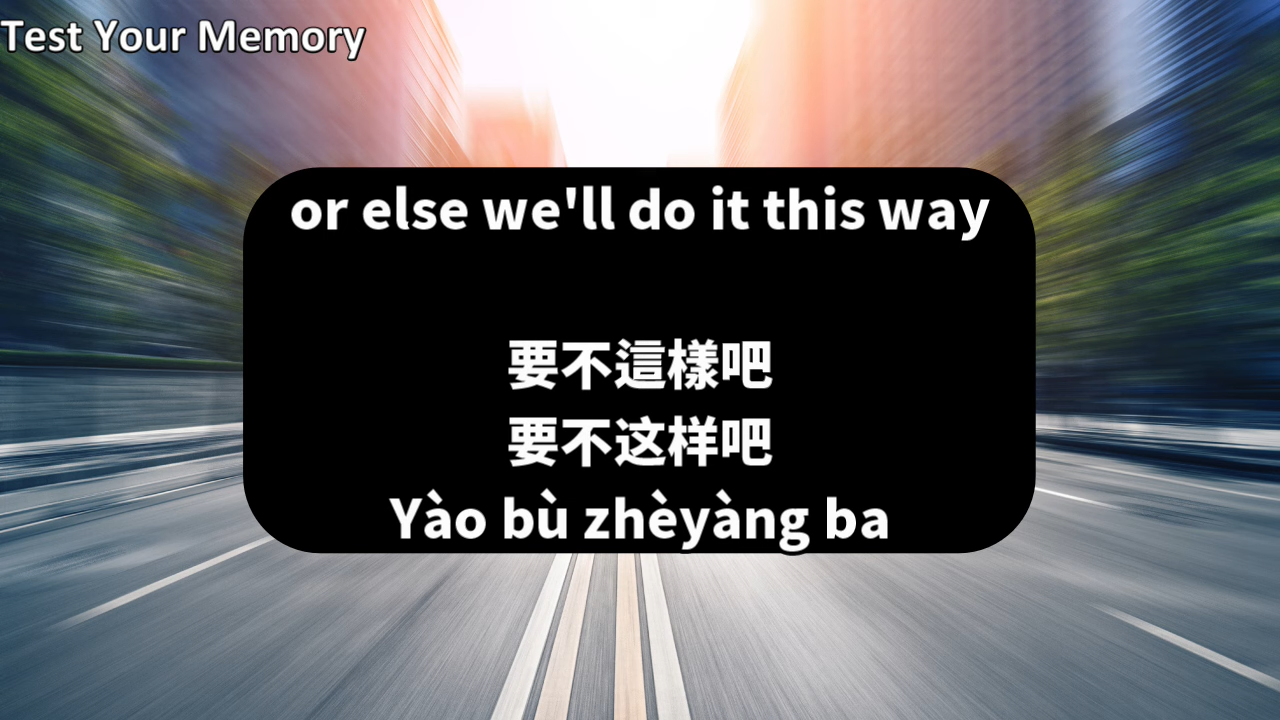 Test Your Memory
or else we'll do it this way
要不這樣吧
要不这样吧
Yào bù zhèyàng ba